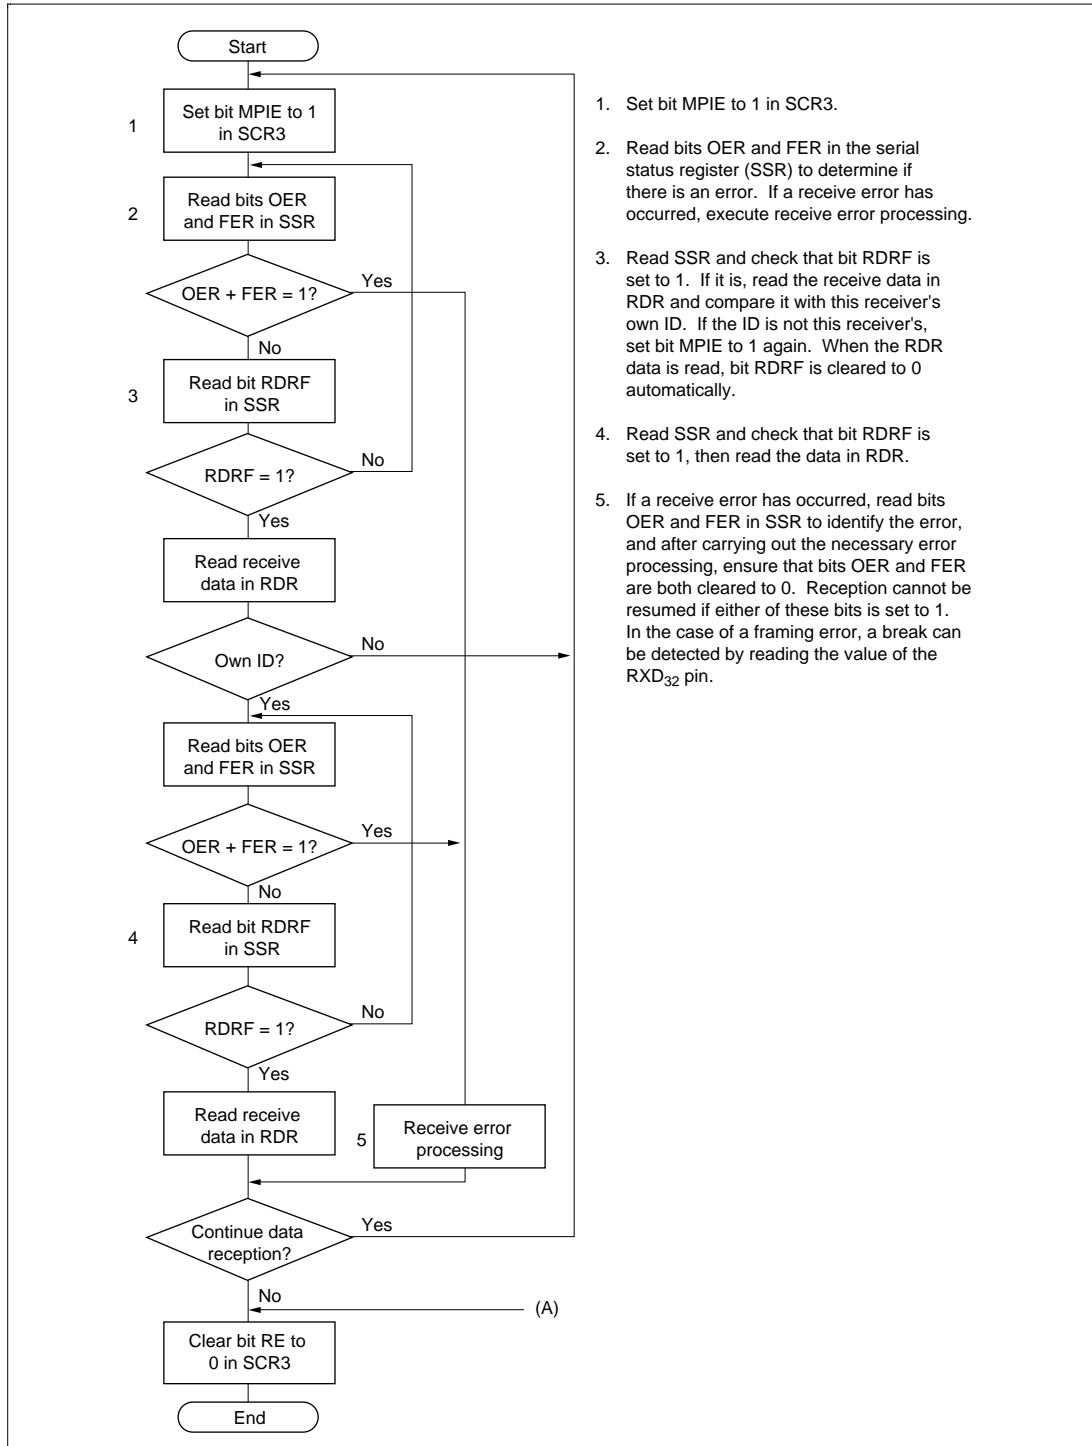 Start
1
Set bit MPIE to 1
in SCR3
2
Read bits OER
and FER in SSR
OER + FER = 1?
Yes
No
3
Read bit RDRF
in SSR
RDRF = 1?
No
Yes
Read receive
data in RDR
Own ID?
No
Yes
Read bits OER
and FER in SSR
OER + FER = 1?
Yes
No
4
Read bit RDRF
in SSR
RDRF = 1?
No
Yes
Read receive
data in RDR
5
Receive error
processing
Continue data
reception?
Yes
No
(A)
Clear bit RE to
0 in SCR3
End
1. Set bit MPIE to 1 in SCR3.
2. Read bits OER and FER in the serial
status register (SSR) to determine if
there is an error. If a receive error has
occurred, execute receive error processing.
3. Read SSR and check that bit RDRF is
set to 1. If it is, read the receive data in
RDR and compare it with this receiver's
own ID. If the ID is not this receiver's,
set bit MPIE to 1 again. When the RDR
data is read, bit RDRF is cleared to 0
automatically.
4. Read SSR and check that bit RDRF is
set to 1, then read the data in RDR.
5. If a receive error has occurred, read bits
OER and FER in SSR to identify the error,
and after carrying out the necessary error
processing, ensure that bits OER and FER
are both cleared to 0. Reception cannot be
resumed if either of these bits is set to 1.
In the case of a framing error, a break can
be detected by reading the value of the
RXD32 pin.